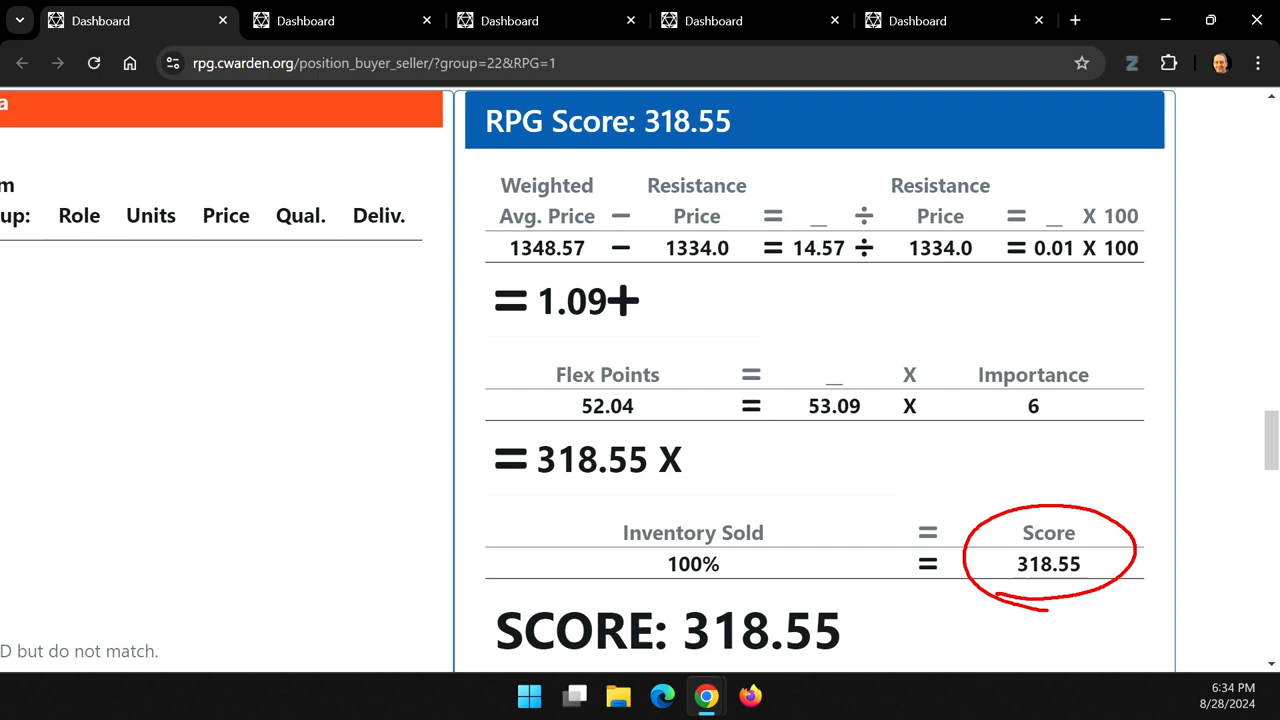 Dashboard Dashboard Dashboard Dashboard Dashboard
rpg.cwarden.org/position_buyer_seller/?group=22&RPG=1
a
m
up: Role Units Price Qual. Deliv.
D but do not match.
RPG Score: 318.55
Weighted Resistance Resistance
Avg. Price − Price = _ ÷ Price = _ X 100
1348.57 − 1334.0 = 14.57 ÷ 1334.0 = 0.01 X 100
= 1.09+
Flex Points = _ X Importance
52.04 = 53.09 X 6
= 318.55 X
Inventory Sold = Score
100% = 318.55
SCORE: 318.55
6:34 PM
8/28/2024